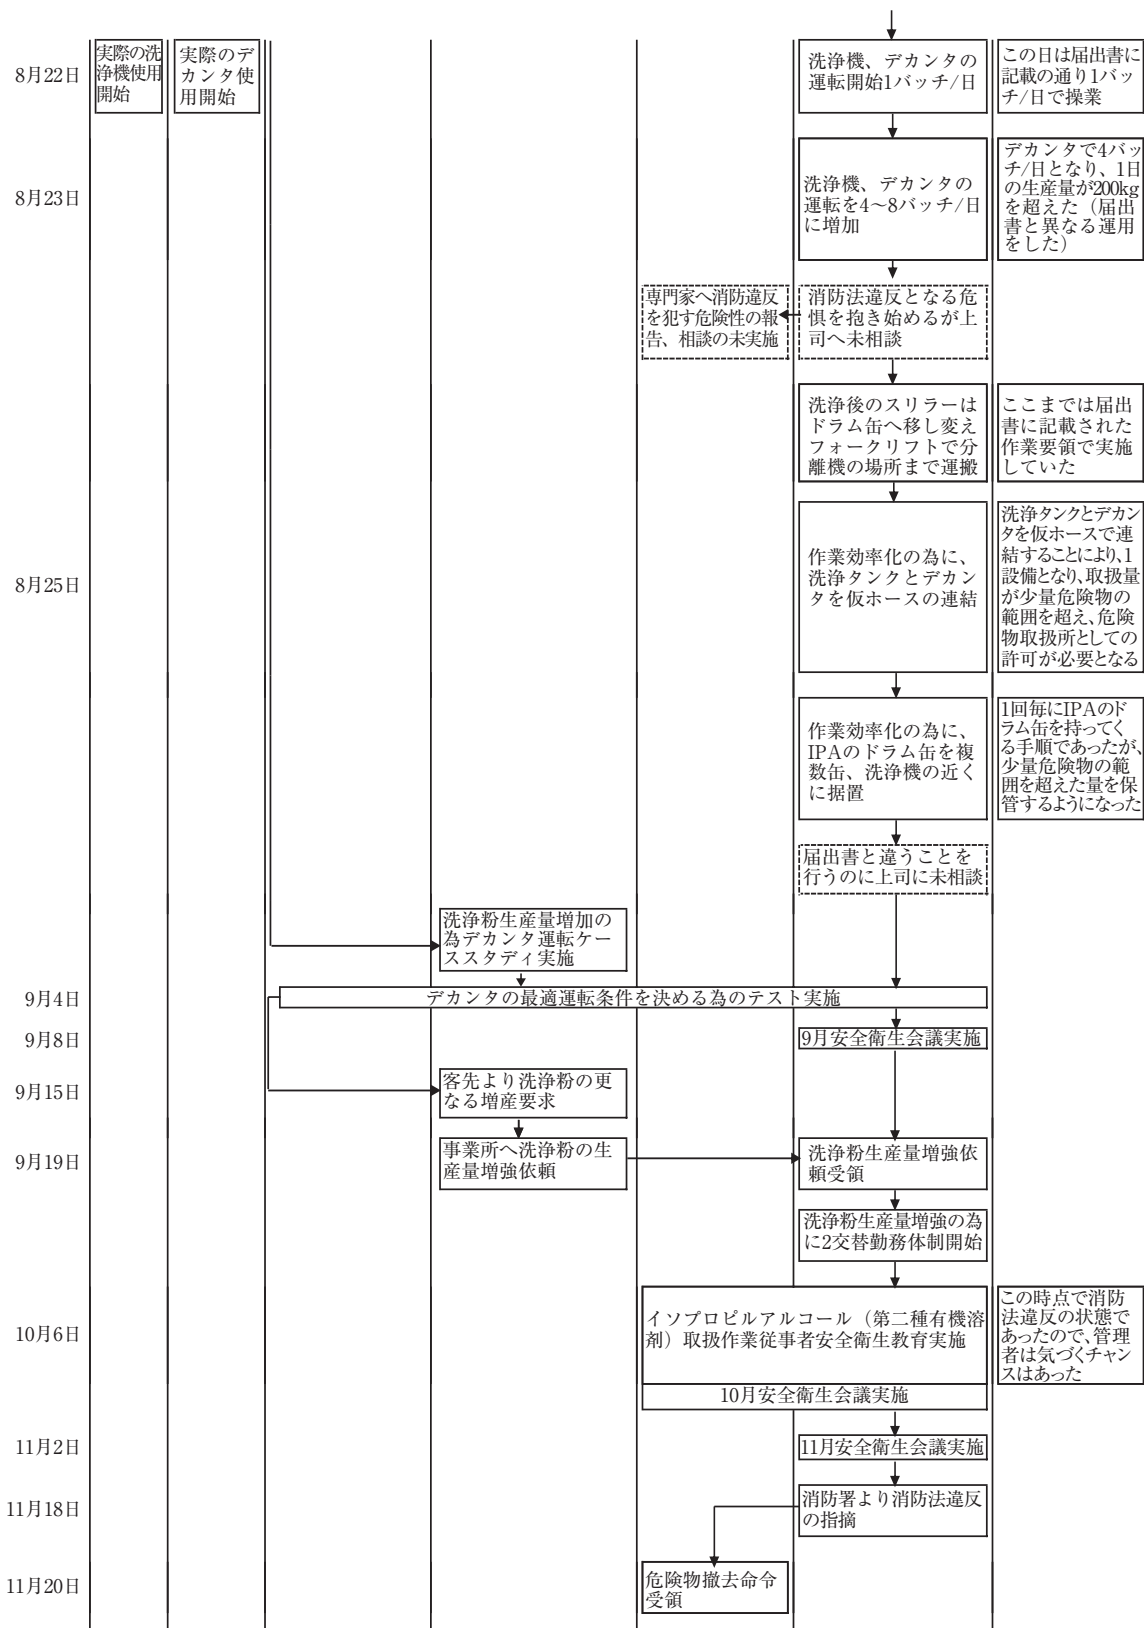 8月22日
実際の洗
浄機使用
開始
実際のデ
カンタ使
用開始
洗浄機、デカンタの
運転開始1バッチ/日
この日は届出書に
記載の通り1バッ
チ/日で操業
8月23日
洗浄機、デカンタの
運転を4〜8バッチ/日
に増加
デカンタで4バッ
チ/日となり、1日
の生産量が200kg
を超えた（届出
書と異なる運用
をした）
専門家へ消防違反
を犯す危険性の報
告、相談の未実施
消防法違反となる危
惧を抱き始めるが上
司へ未相談
洗浄後のスリラーは
ドラム缶へ移し変え
フォークリフトで分
離機の場所まで運搬
ここまでは届出
書に記載された
作業要領で実施
していた
8月25日
作業効率化の為に、
洗浄タンクとデカン
タを仮ホースの連結
洗浄タンクとデカン
タを仮ホースで連
結することにより、1
設備となり、取扱量
が少量危険物の
範囲を超え、危険
物取扱所としての
許可が必要となる
作業効率化の為に、
IPAのドラム缶を複
数缶、洗浄機の近く
に据置
1回毎にIPAのド
ラム缶を持ってく
る手順であったが、
少量危険物の範
囲を超えた量を保
管するようになった
届出書と違うことを
行うのに上司に未相談
洗浄粉生産量増加の
為デカンタ運転ケー
ススタディ実施
9月4日
デカンタの最適運転条件を決める為のテスト実施
9月8日
9月安全衛生会議実施
9月15日
客先より洗浄粉の更
なる増産要求
9月19日
事業所へ洗浄粉の生
産量増強依頼
洗浄粉生産量増強依
頼受領
洗浄粉生産量増強の為
に2交替勤務体制開始
10月6日
イソプロピルアルコール（第二種有機溶
剤）取扱作業従事者安全衛生教育実施
この時点で消防
法違反の状態で
あったので、管理
者は気づくチャン
スはあった
10月安全衛生会議実施
11月2日
11月安全衛生会議実施
11月18日
消防署より消防法違反
の指摘
11月20日
危険物撤去命令
受領